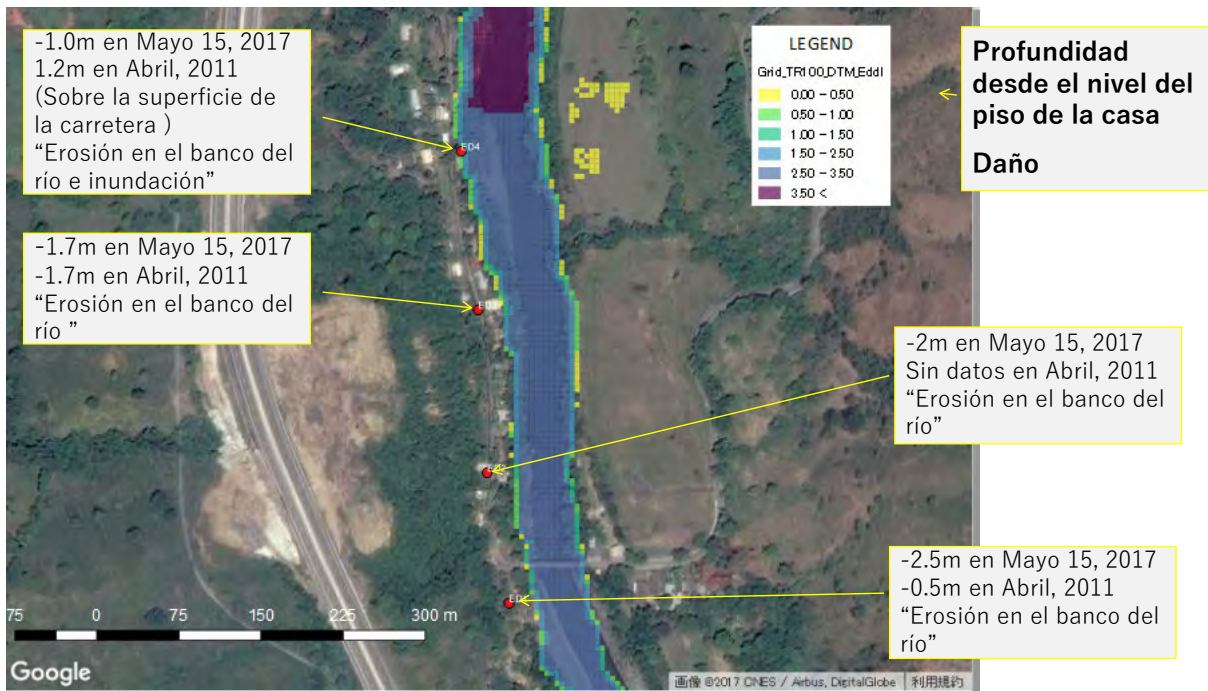 -1.0m en Mayo 15, 2017
1.2m en Abril, 2011
(Sobre la superficie de
la carretera )
“Erosión en el banco del
río e inundación”
-1.7m en Mayo 15, 2017
-1.7m en Abril, 2011
“Erosión en el banco del
río ”
LEGEND
Grid_TR100_DTM_Eddl
0.00 - 0.50
0.50 - 1.00
1.00 - 1.50
1.50 - 2.50
2.50 - 3.50
3.50 <
Profundidad
desde el nivel del
piso de la casa
Daño
ED4
-2m en Mayo 15, 2017
Sin datos en Abril, 2011
“Erosión en el banco del
río”
-2.5m en Mayo 15, 2017
-0.5m en Abril, 2011
“Erosión en el banco del
río”
75 0 75 150 225 300 m
Google
画像 ©2017 CNES / Airbus, DigitalGlobe 利用規約